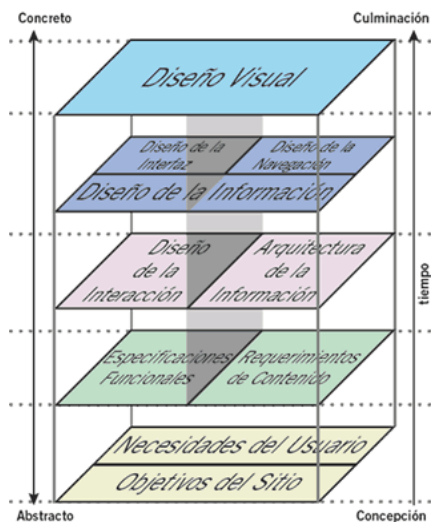 Concreto
Culminación
Diseño Visual
Diseño de la
Interfaz
Diseño de la
Navegación
Diseño de la Información
Diseño
de la
Interacción
Arquitectura
de la
Información
tiempo
Especificaciones
Funcionales
Requerimientos
de Contenido
Necesidades del Usuario
Objetivos del Sitio
Abstracto
Concepción